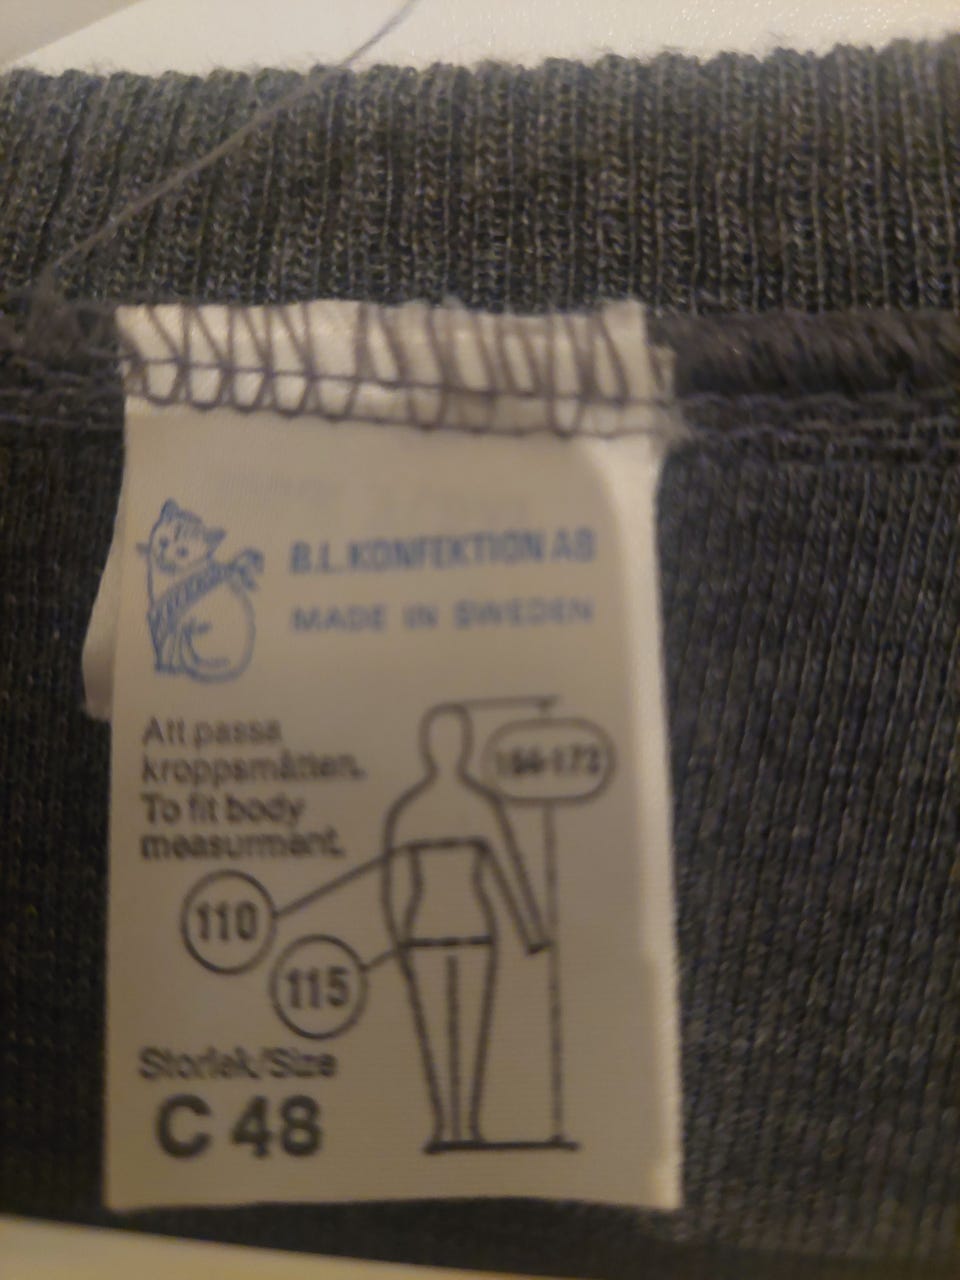 B.L.KONFEKTION AB
MADE IN SWEDEN
Att passa
kroppsmåtten.
To fit body
measurment.
164-172
110
115
Storlek/Size
C 48